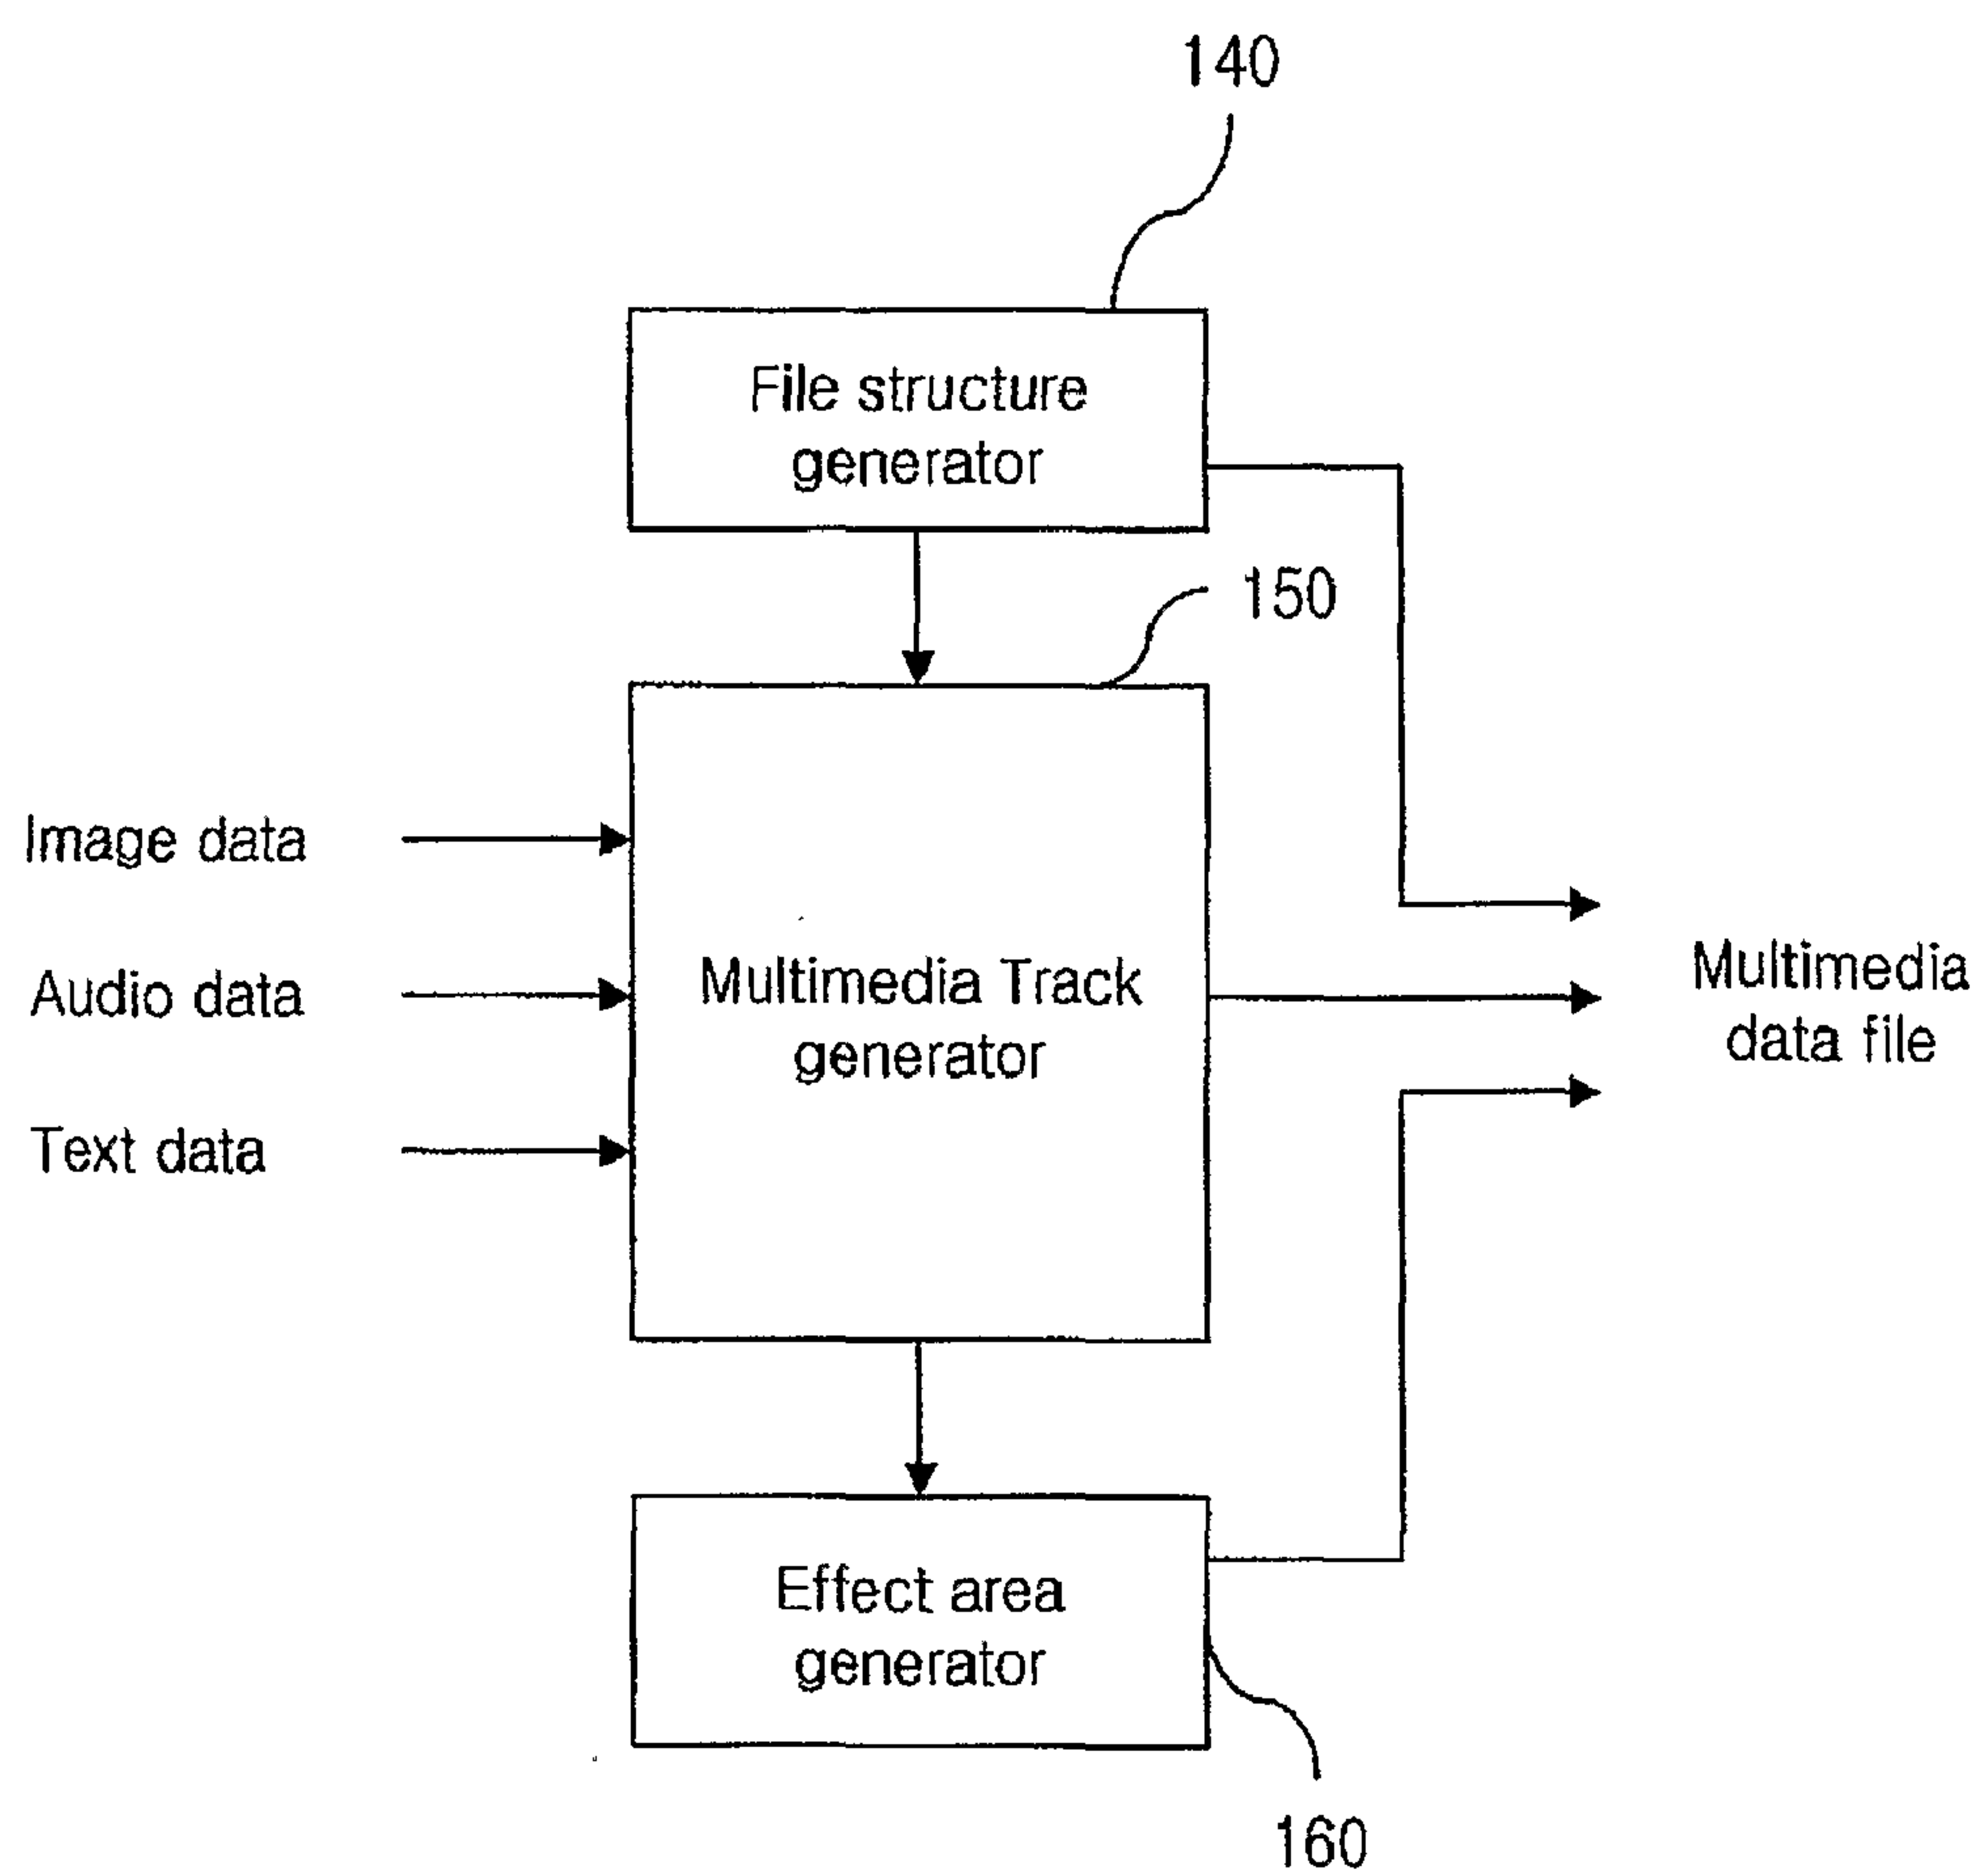 140
File structure
generator
150
Image data
Audio data
Text data
Multimedia Track
generator
Multimedia
data file
Effect area
generator
160